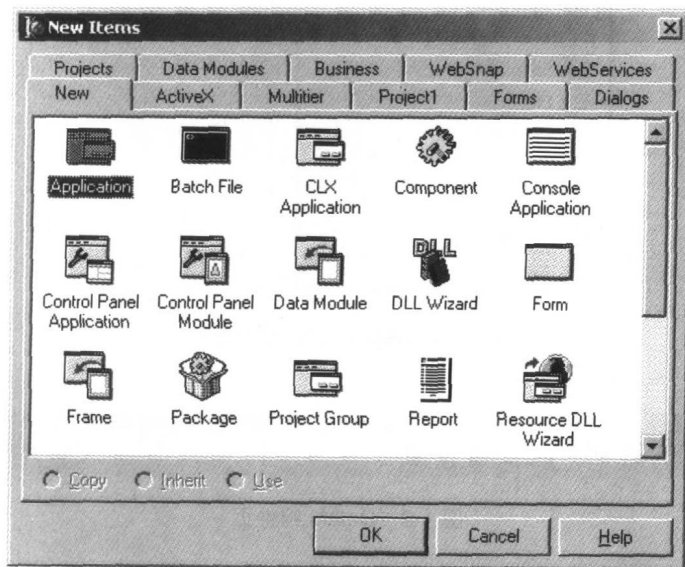 New Items
Projects Data Modules Business WebSnap WebServices
New ActiveX Multitier Project1 Forms Dialogs
Application Batch File CLX Application Component Console Application
Control Panel Application Control Panel Module Data Module DLL Wizard Form
Frame Package Project Group Report Resource DLL Wizard
Copy Inherit Use
OK Cancel Help